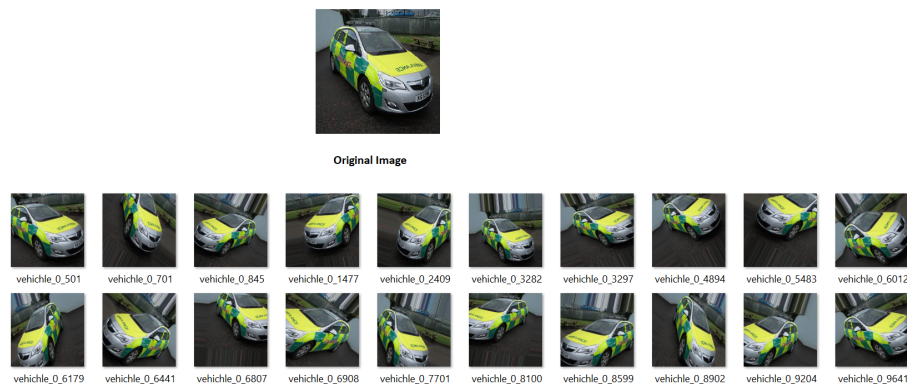 Original Image
vehichle_0_501 vehichle_0_701 vehichle_0_845 vehichle_0_1477 vehichle_0_2409 vehichle_0_3282 vehichle_0_3297 vehichle_0_4894 vehichle_0_5483 vehichle_0_6012
vehichle_0_6179 vehichle_0_6441 vehichle_0_6807 vehichle_0_6908 vehichle_0_7701 vehichle_0_8100 vehichle_0_8599 vehichle_0_8902 vehichle_0_9204 vehichle_0_9641